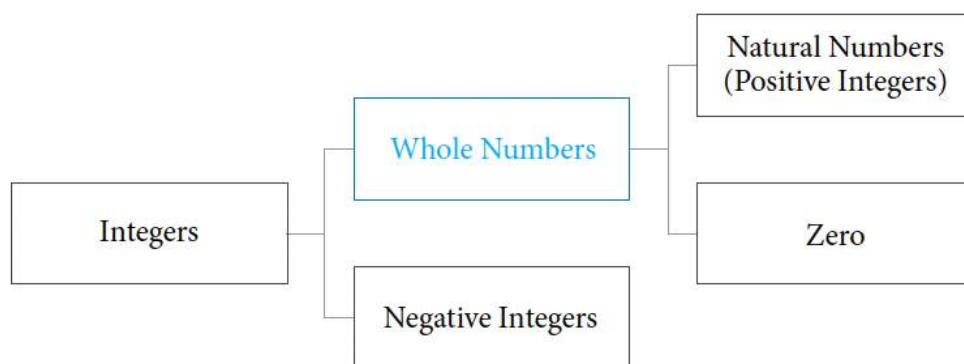 Natural Numbers
(Positive Integers)
Whole Numbers
Integers
Zero
Negative Integers